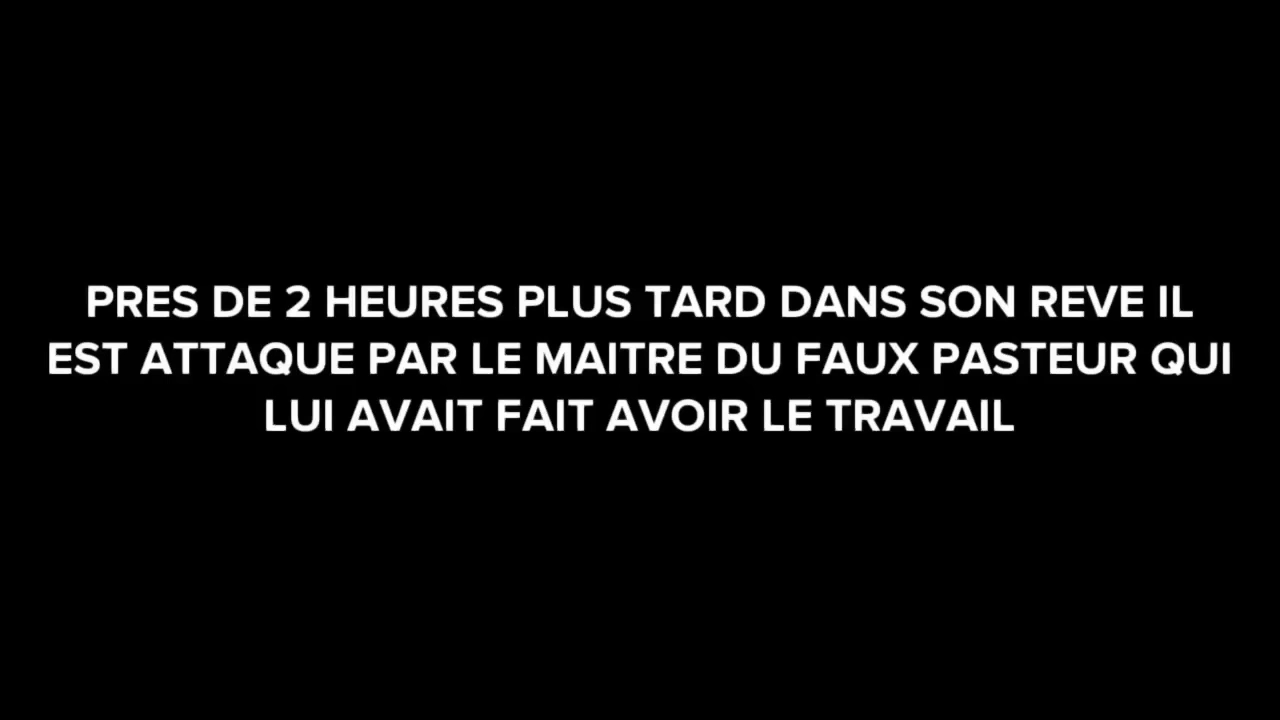 PRES DE 2 HEURES PLUS TARD DANS SON REVE IL
EST ATTAQUE PAR LE MAITRE DU FAUX PASTEUR QUI
LUI AVAIT FAIT AVOIR LE TRAVAIL